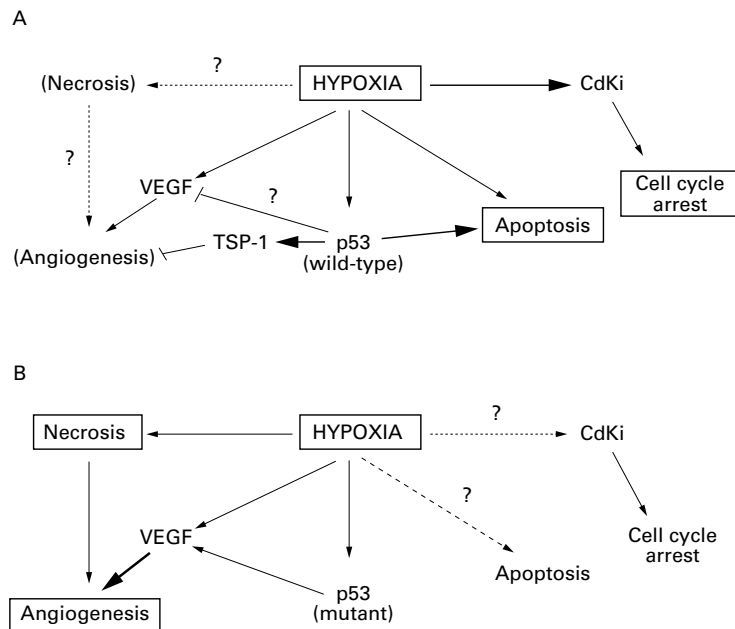 A
?
(Necrosis)
HYPOXIA
CdKi
?
VEGF
?
Cell cycle
arrest
Apoptosis
TSP-1
p53
(wild-type)
(Angiogenesis)
B
?
Necrosis
HYPOXIA
CdKi
?
VEGF
Cell cycle
arrest
Apoptosis
p53
(mutant)
Angiogenesis